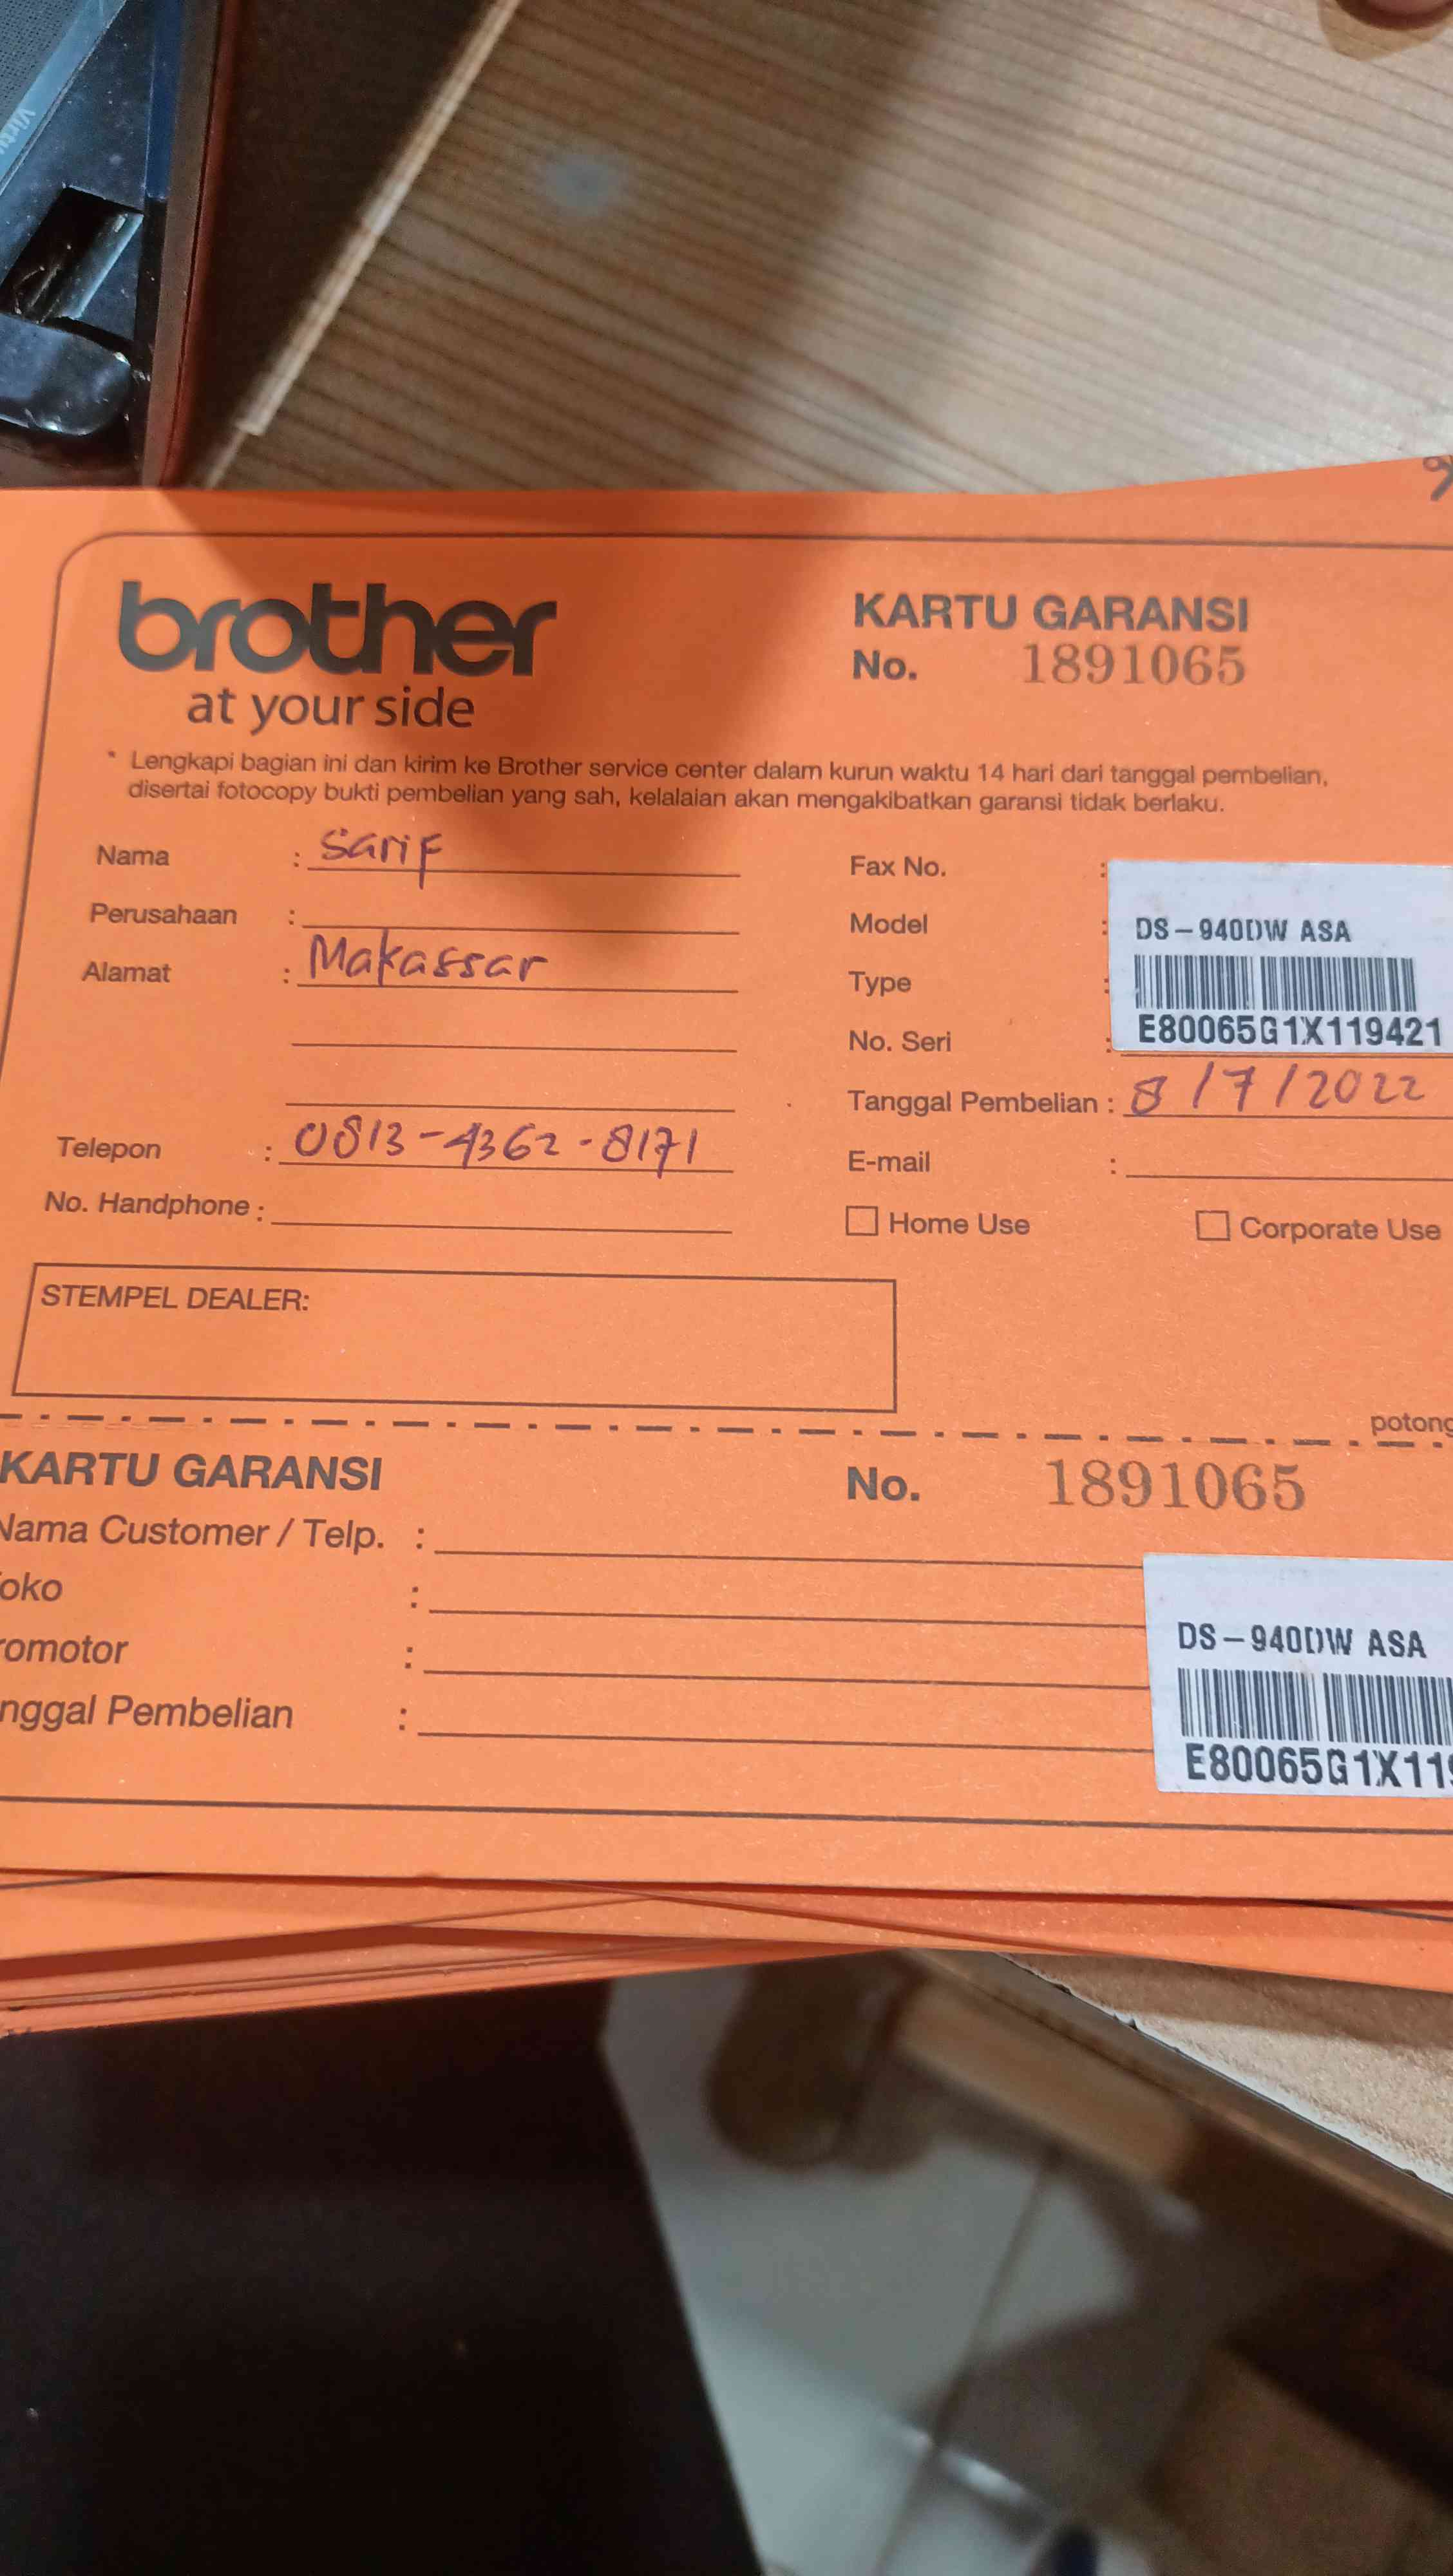 brother
at your side
KARTU GARANSI
No. 1891065
* Lengkapi bagian ini dan kirim ke Brother service center dalam kurun waktu 14 hari dari tanggal pembelian,
disertai fotocopy bukti pembelian yang sah, kelalaian akan mengakibatkan garansi tidak berlaku.
Nama : Sarif
Perusahaan :
Alamat : Makassar
Telepon : 0813-4362-8171
No. Handphone :
Fax No. :
Model :
Type :
No. Seri :
DS-940DW ASA
E80065G1X119421
Tanggal Pembelian : 8/7/2022
E-mail :
Home Use
Corporate Use
STEMPEL DEALER:
potong
KARTU GARANSI
No. 1891065
Nama Customer / Telp. :
oko :
romotor :
nggal Pembelian :
DS-940DW ASA
E80065G1X119